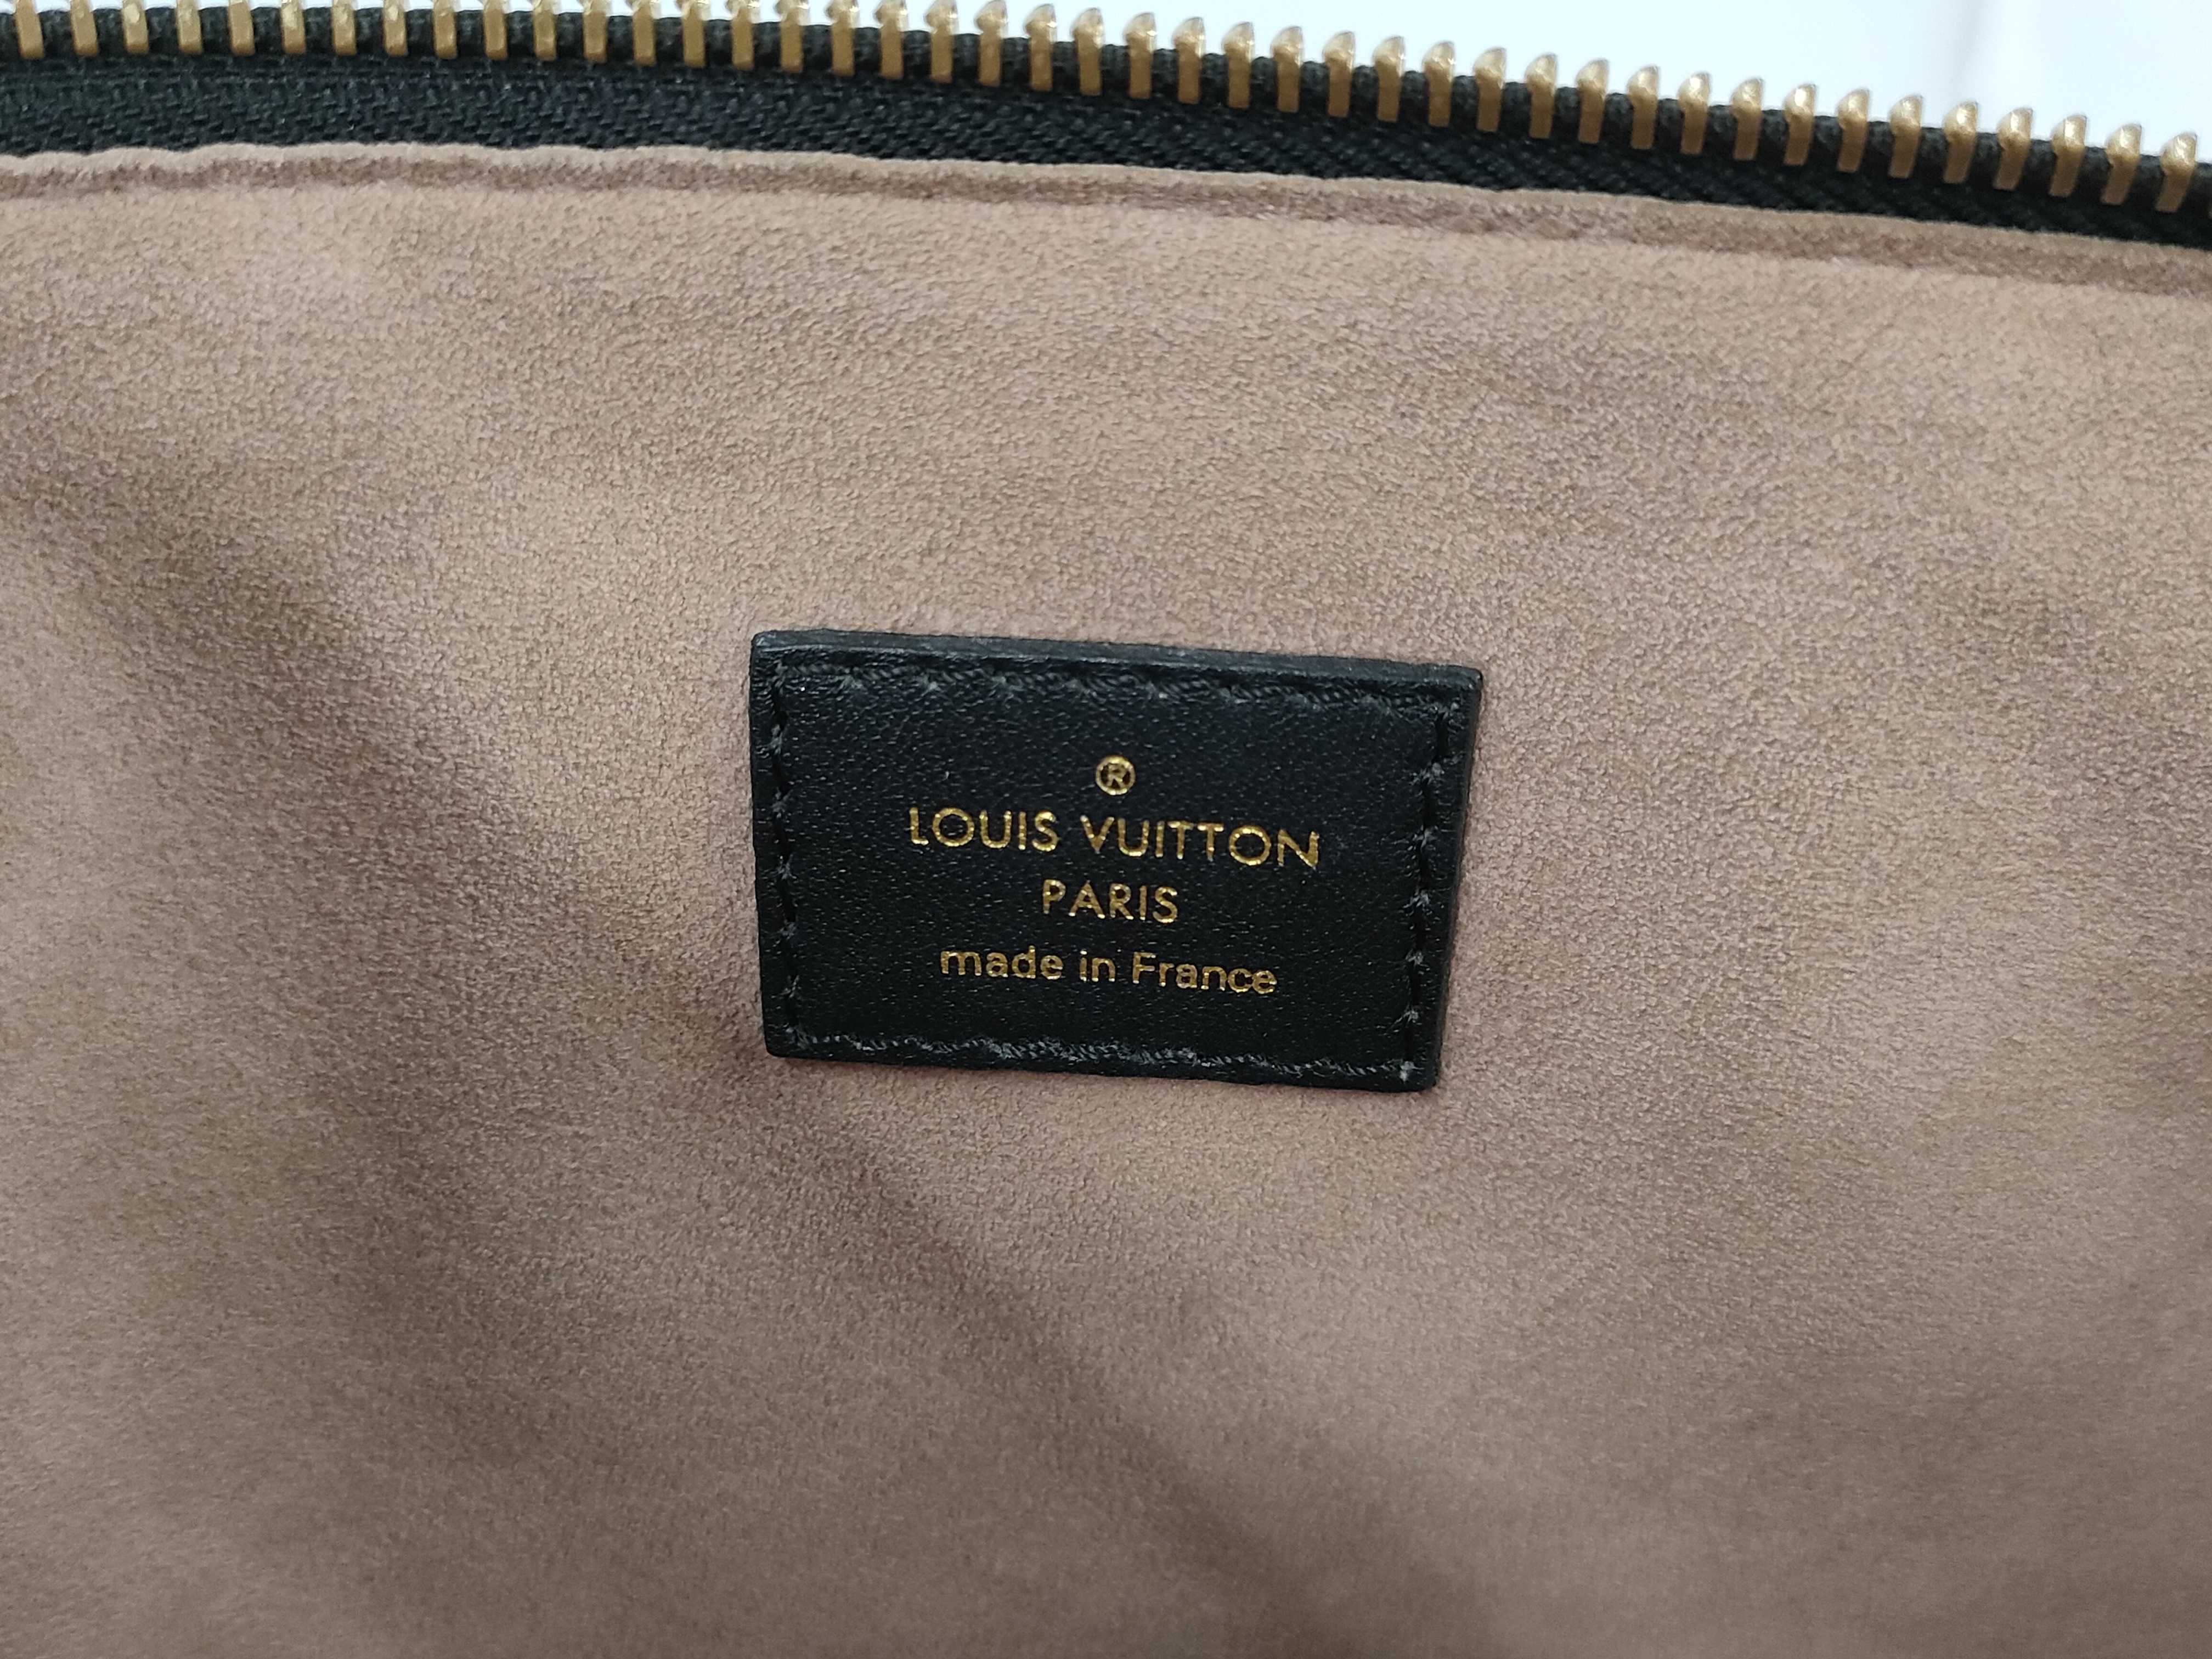 ®
LOUIS VUITTON
PARIS
made in France